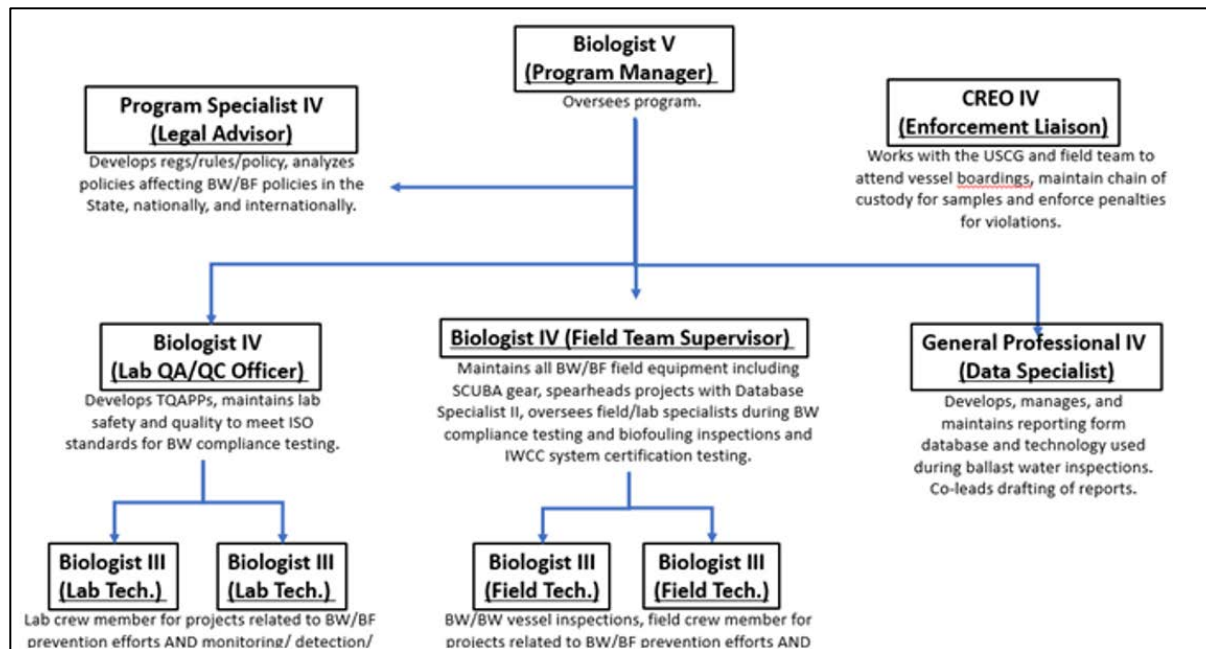 Biologist V
(Program Manager)
Oversees program.
Program Specialist IV
(Legal Advisor)
Develops regs/rules/policy, analyzes
policies affecting BW/BF policies in the
State, nationally, and internationally.
CREO IV
(Enforcement Liaison)
Works with the USCG and field team to
attend vessel boardings, maintain chain of
custody for samples and enforce penalties
for violations.
Biologist IV
(Lab QA/QC Officer)
Develops TQAPPs, maintains lab
safety and quality to meet ISO
standards for BW compliance testing.
Biologist IV (Field Team Supervisor)
Maintains all BW/BF field equipment including
SCUBA gear, spearheads projects with Database
Specialist II, oversees field/lab specialists during BW
compliance testing and biofouling inspections and
IWCC system certification testing.
General Professional IV
(Data Specialist)
Develops, manages, and
maintains reporting form
database and technology used
during ballast water inspections.
Co-leads drafting of reports.
Biologist III
(Lab Tech.)
Biologist III
(Lab Tech.)
Lab crew member for projects related to BW/BF
prevention efforts AND monitoring/ detection/
Biologist III
(Field Tech.)
Biologist III
(Field Tech.)
BW/BW vessel inspections, field crew member for
projects related to BW/BF prevention efforts AND